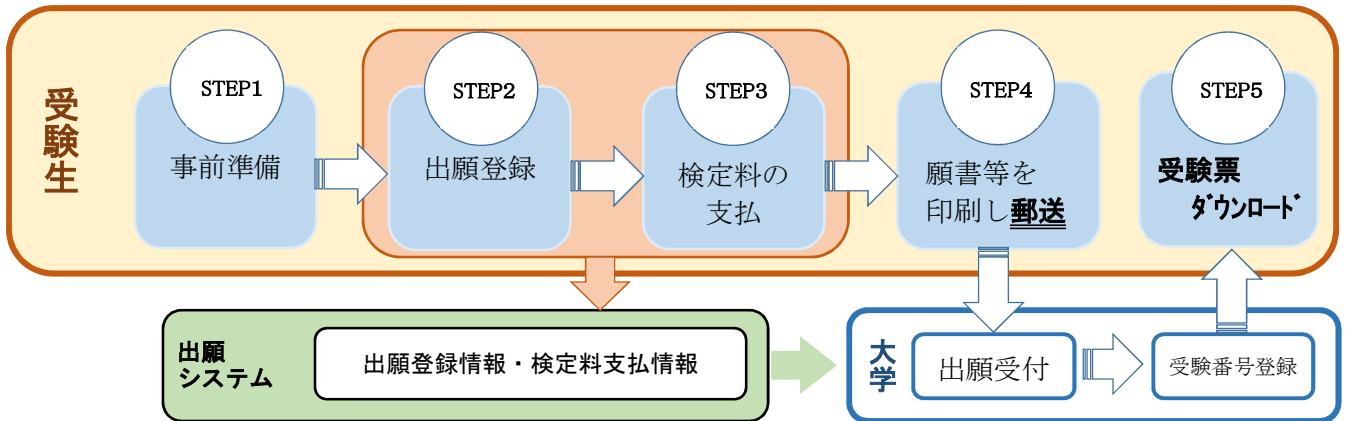 受験生
STEP1
事前準備
STEP2
出願登録
STEP3
検定料の
支払
STEP4
願書等を
印刷し郵送
STEP5
受験票
ﾀﾞｳﾝﾛｰﾄﾞ
出願
システム
出願登録情報・検定料支払情報
大学
出願受付
受験番号登録